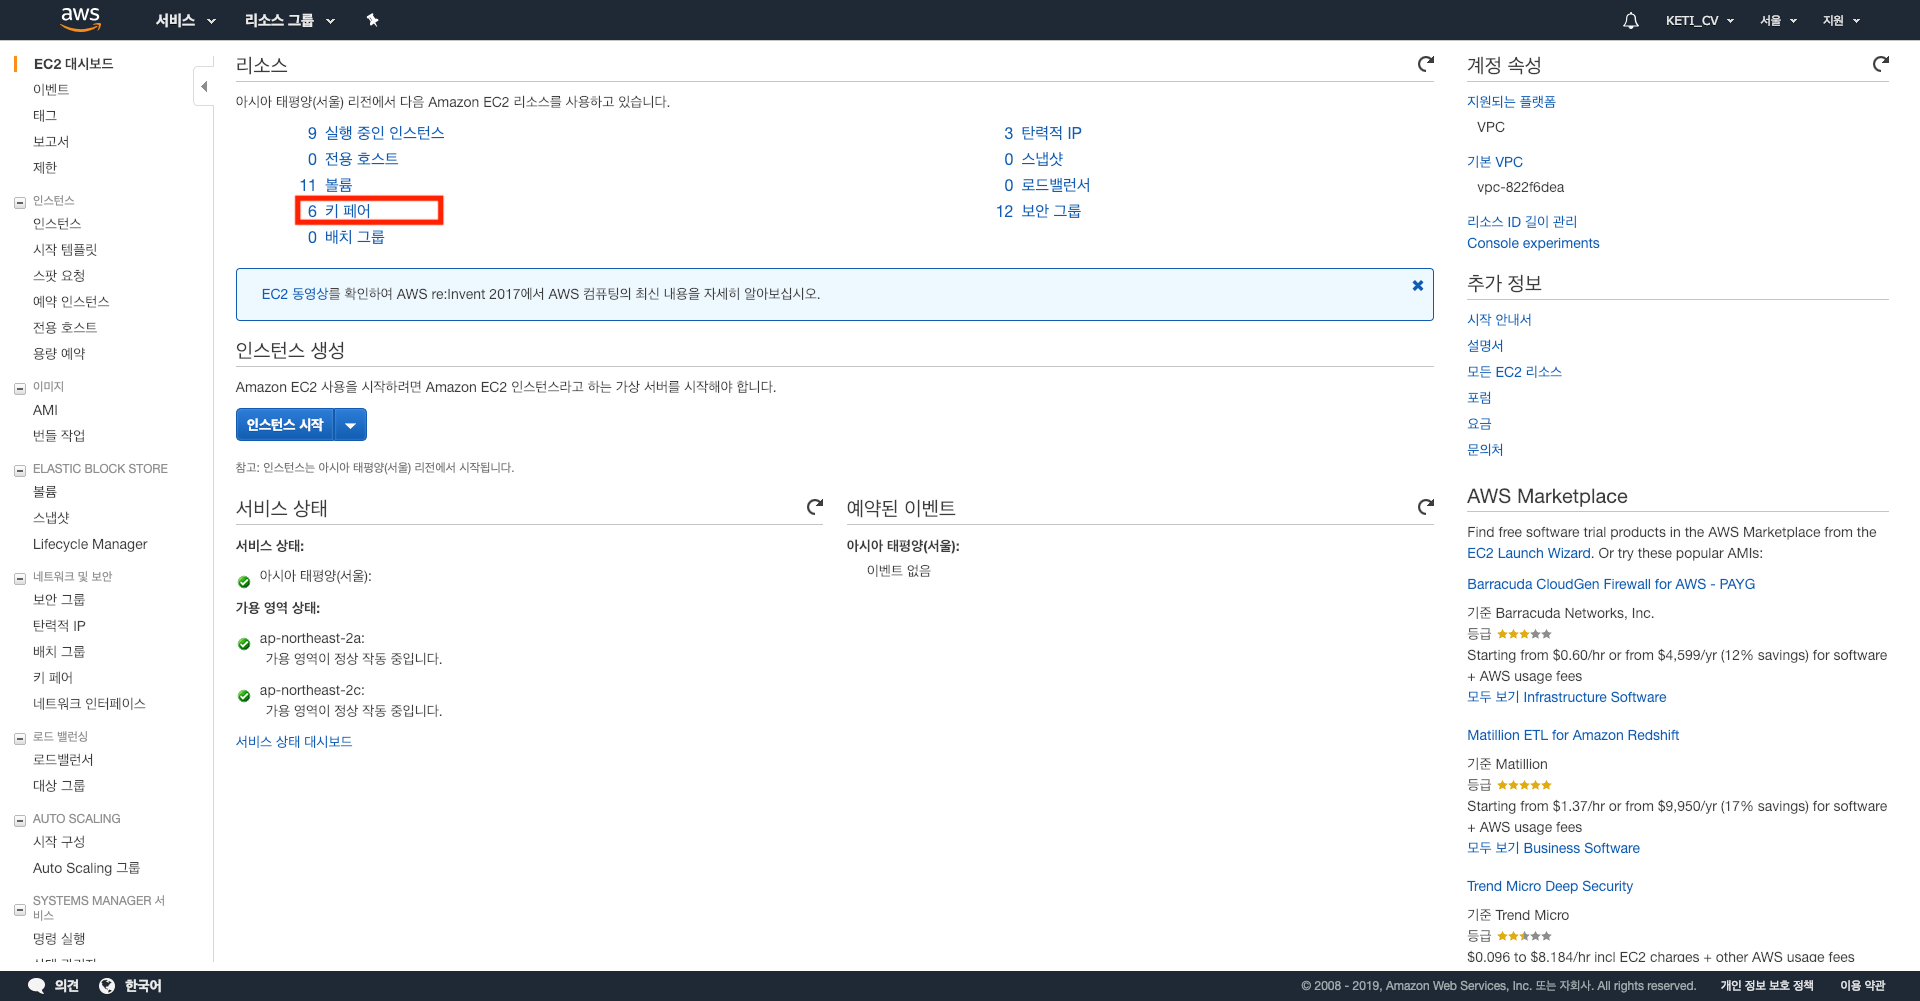 aws
서비스
리소스 그룹
KETI_CV
서울
지원
EC2 대시보드
이벤트
태그
보고서
제한
인스턴스
인스턴스
시작 템플릿
스팟 요청
예약 인스턴스
전용 호스트
용량 예약
이미지
AMI
번들 작업
ELASTIC BLOCK STORE
볼륨
스냅샷
Lifecycle Manager
네트워크 및 보안
보안 그룹
탄력적 IP
배치 그룹
키 페어
네트워크 인터페이스
로드 밸런싱
로드밸런서
대상 그룹
AUTO SCALING
시작 구성
Auto Scaling 그룹
SYSTEMS MANAGER 서
비스
명령 실행
리소스
아시아 태평양(서울) 리전에서 다음 Amazon EC2 리소스를 사용하고 있습니다.
9 실행 중인 인스턴스
0 전용 호스트
11 볼륨
6 키 페어
0 배치 그룹
3 탄력적 IP
0 스냅샷
0 로드밸런서
12 보안 그룹
EC2 동영상를 확인하여 AWS re:Invent 2017에서 AWS 컴퓨팅의 최신 내용을 자세히 알아보십시오.
인스턴스 생성
Amazon EC2 사용을 시작하려면 Amazon EC2 인스턴스라고 하는 가상 서버를 시작해야 합니다.
인스턴스 시작
참고: 인스턴스는 아시아 태평양(서울) 리전에서 시작됩니다.
서비스 상태
서비스 상태:
아시아 태평양(서울):
가용 영역 상태:
ap-northeast-2a:
가용 영역이 정상 작동 중입니다.
ap-northeast-2c:
가용 영역이 정상 작동 중입니다.
서비스 상태 대시보드
예약된 이벤트
아시아 태평양(서울):
이벤트 없음
계정 속성
지원되는 플랫폼
VPC
기본 VPC
vpc-822f6dea
리소스 ID 길이 관리
Console experiments
추가 정보
시작 안내서
설명서
모든 EC2 리소스
포럼
요금
문의처
AWS Marketplace
Find free software trial products in the AWS Marketplace from the
EC2 Launch Wizard. Or try these popular AMIs:
Barracuda CloudGen Firewall for AWS - PAYG
기준 Barracuda Networks, Inc.
등급
Starting from $0.60/hr or from $4,599/yr (12% savings) for software
+ AWS usage fees
모두 보기 Infrastructure Software
Matillion ETL for Amazon Redshift
기준 Matillion
등급
Starting from $1.37/hr or from $9,950/yr (17% savings) for software
+ AWS usage fees
모두 보기 Business Software
Trend Micro Deep Security
기준 Trend Micro
등급
$0.096 to $8.184/hr incl EC2 charges + other AWS usage fees
의견
한국어
© 2008 - 2019, Amazon Web Services, Inc. 또는 자회사. All rights reserved.
개인 정보 보호 정책
이용 약관